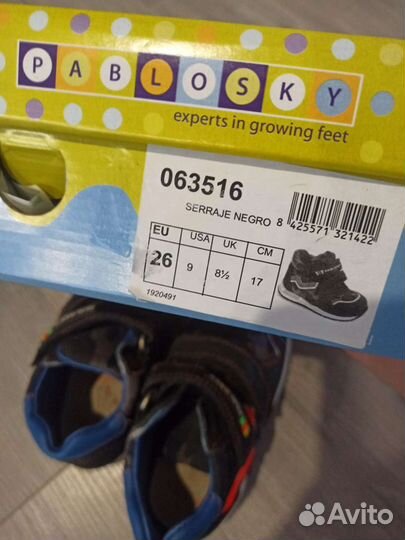 PABLOSKY
experts in growing feet
063516
SERRAJE NEGRO
8 425571 321422
EU USA UK CM
26 9 8½ 17
1920491
Avito